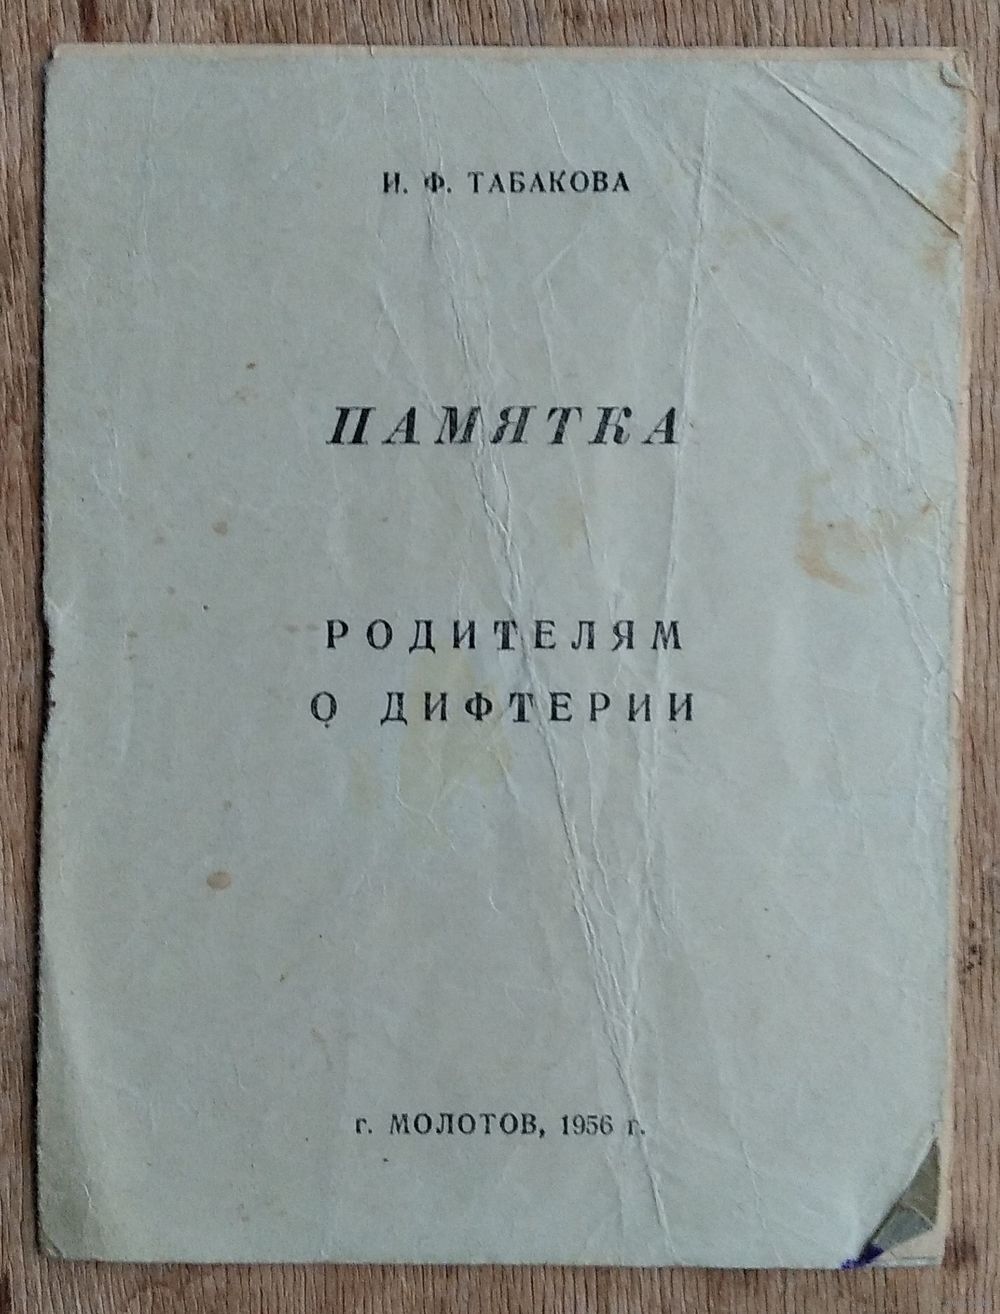 И. Ф. ТАБАКОВА
ПАМЯТКА
РОДИТЕЛЯМ
О ДИФТЕРИИ
г. МОЛОТОВ, 1956 г.